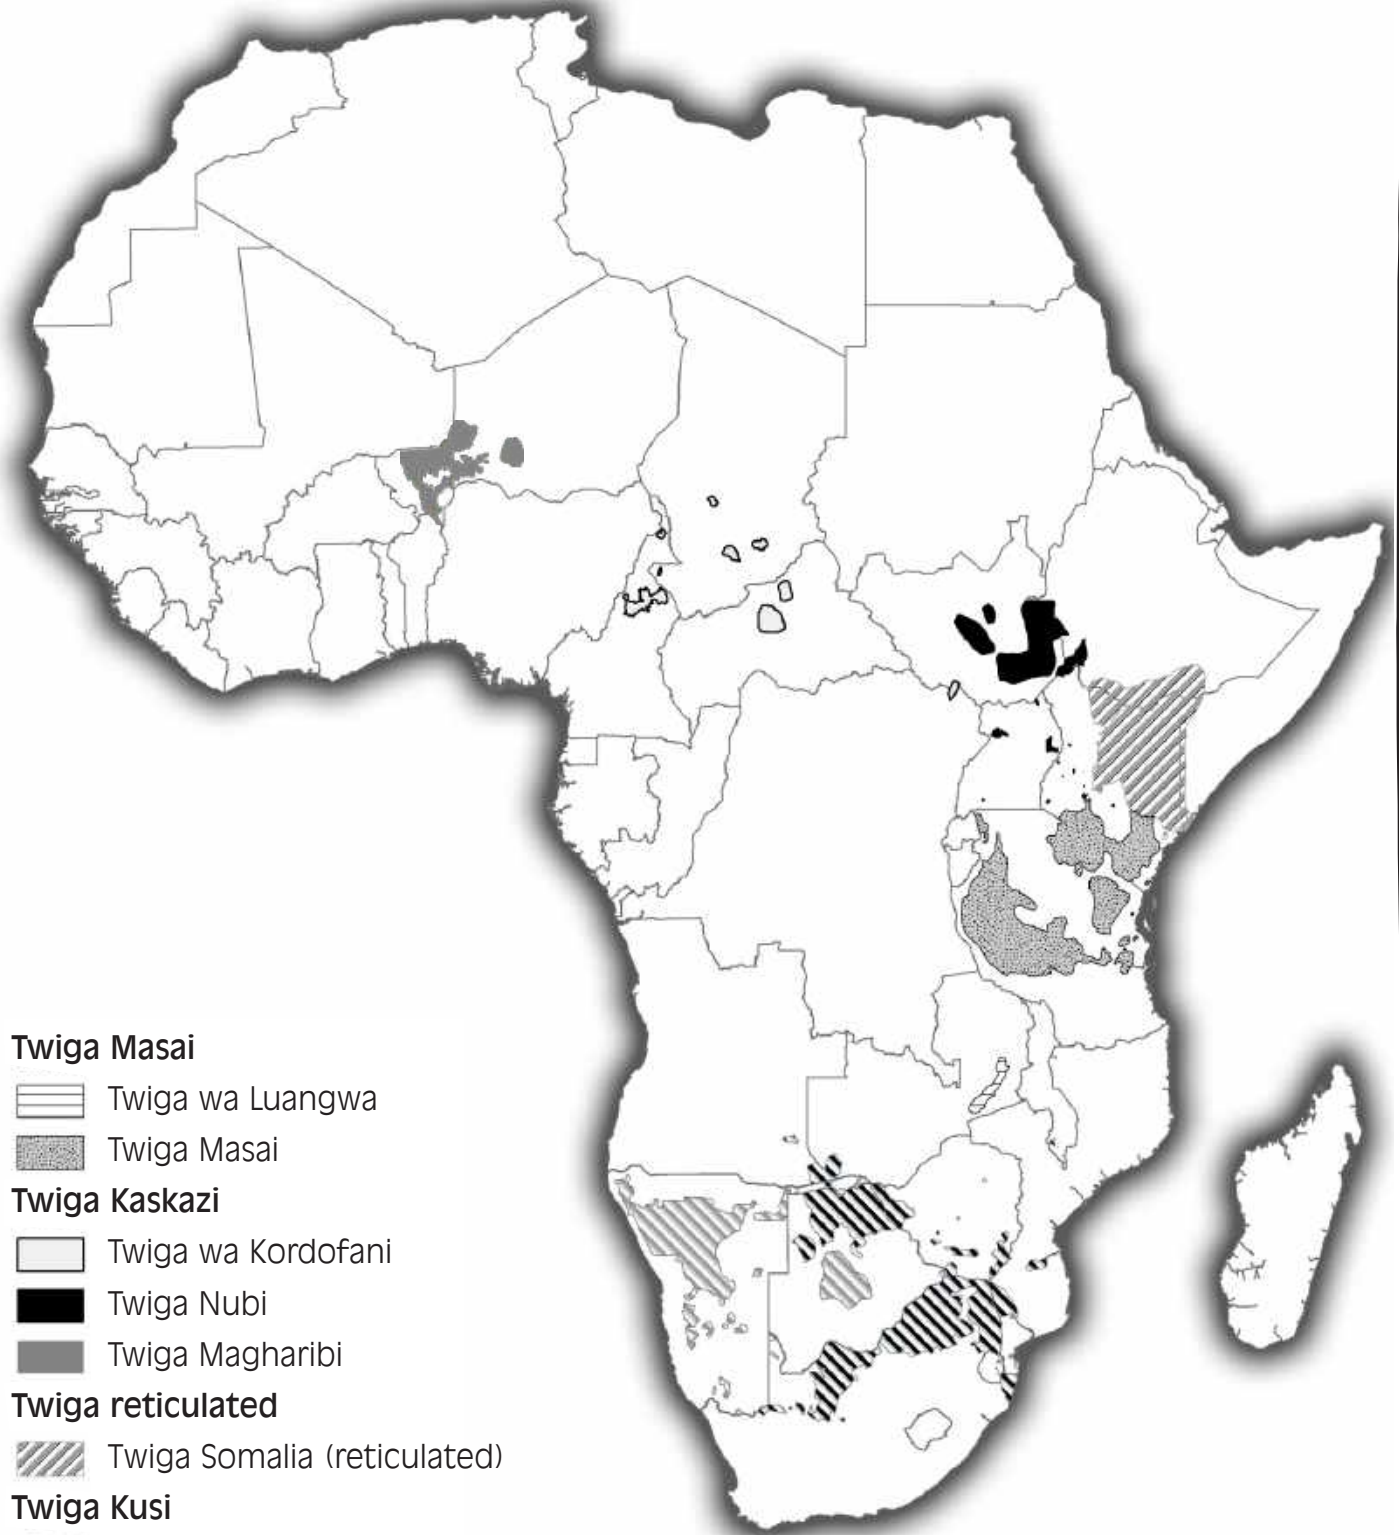 Twiga Masai
Twiga wa Luangwa
Twiga Masai
Twiga Kaskazi
Twiga wa Kordofani
Twiga Nubi
Twiga Magharibi
Twiga reticulated
Twiga Somalia (reticulated)
Twiga Kusi